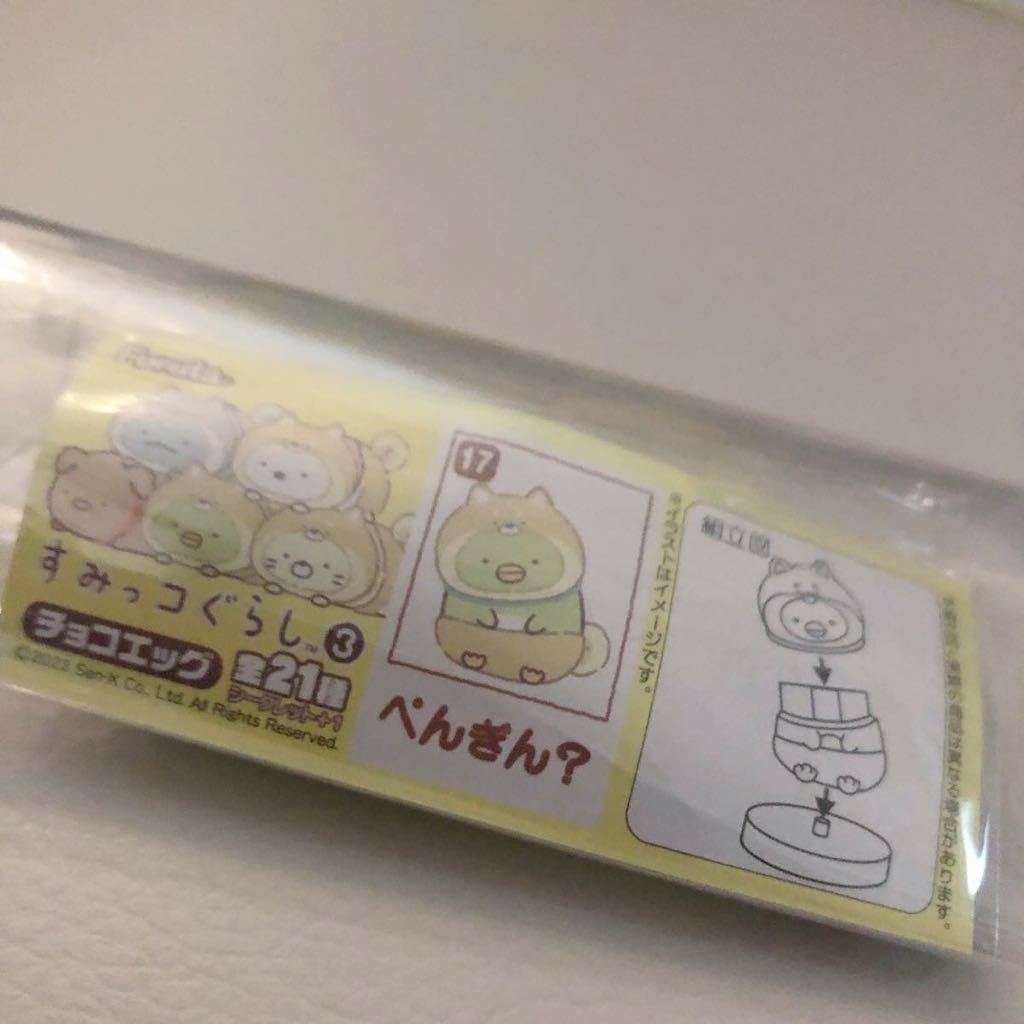 Furuta
すみっコぐらし™ 3
チョコエッグ
全21種
シークレット+1
©2023 San-X Co., Ltd. All Rights Reserved.
17
ぺんぎん?
※イラストはイメージです。
組立図